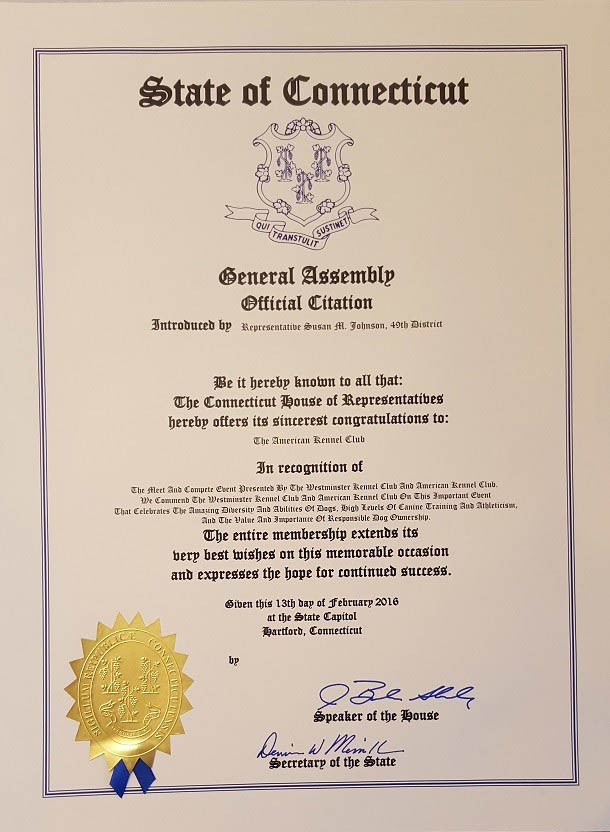 State of Connecticut
QUI TRANSTULIT SUSTINET
General Assembly
Official Citation
Introduced by Representative Susan M. Johnson, 49th District
Be it hereby known to all that:
The Connecticut House of Representatives
hereby offers its sincerest congratulations to:
The American Kennel Club
In recognition of
The Meet And Compete Event Presented By The Westminster Kennel Club And American Kennel Club.
We Commend The Westminster Kennel Club And American Kennel Club On This Important Event
That Celebrates The Amazing Diversity And Abilities Of Dogs, High Levels Of Canine Training And Athleticism,
And The Value And Importance Of Responsible Dog Ownership.
The entire membership extends its
very best wishes on this memorable occasion
and expresses the hope for continued success.
Given this 13th day of February 2016
at the State Capitol
Hartford, Connecticut
by
Speaker of the House
Denise W Merrill
Secretary of the State
SIGILLUM REIPUBLICÆ CONNECTICUTENSIS